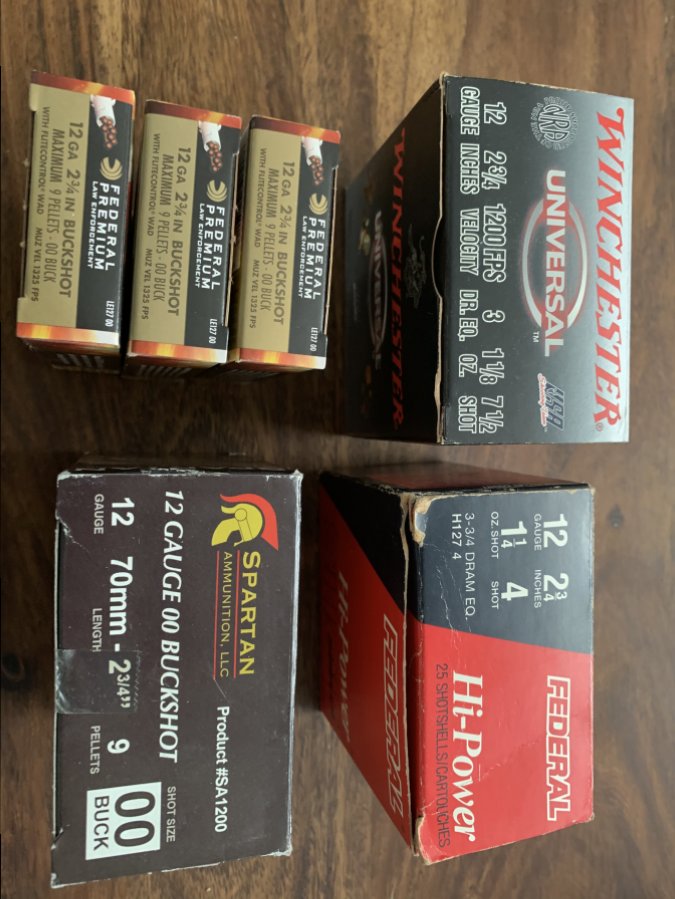 FEDERAL
PREMIUM
LAW ENFORCEMENT
LE127 00
12 GA 2¾ IN BUCKSHOT
MAXIMUM 9 PELLETS - 00 BUCK
WITH FLITECONTROL® WAD MUZ VEL 1325 FPS
FEDERAL
PREMIUM
LAW ENFORCEMENT
LE127 00
12 GA 2¾ IN BUCKSHOT
MAXIMUM 9 PELLETS - 00 BUCK
WITH FLITECONTROL® WAD MUZ VEL 1325 FPS
FEDERAL
PREMIUM
LAW ENFORCEMENT
LE127 00
12 GA 2¾ IN BUCKSHOT
MAXIMUM 9 PELLETS - 00 BUCK
WITH FLITECONTROL® WAD MUZ VEL 1325 FPS
WINCHESTER®
UNIVERSAL™
NRA
12 2¾ 1200 FPS 3 1⅛ 7½
GAUGE INCHES VELOCITY DR. EQ. OZ. SHOT
WINCHESTER
UNIVERSAL
SPARTAN
AMMUNITION, LLC
Product #SA1200
12 GAUGE 00 BUCKSHOT
12 70mm - 2 3/4" 9
GAUGE LENGTH PELLETS
SHOT SIZE
00
BUCK
FEDERAL
Hi-Power
25 SHOTSHELLS/CARTOUCHES
12 2¾
GAUGE INCHES
1¼ 4
OZ. SHOT SHOT
3-3/4 DRAM EQ.
H127 4
FEDERAL
Hi-Power